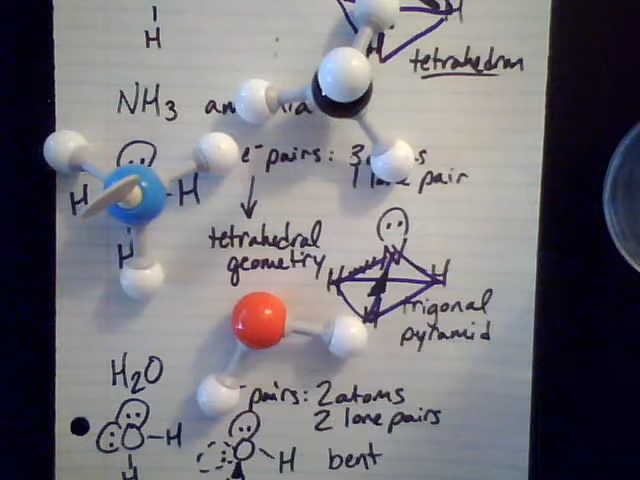 H
H
tetrahedron
NH3
e- pairs: 3
1 lone pair
H
H
H
tetrahedral
geometry
N
H
H
H
trigonal
pyramid
H2O
pairs: 2 atoms
2 lone pairs
O-H
H
O
H
bent